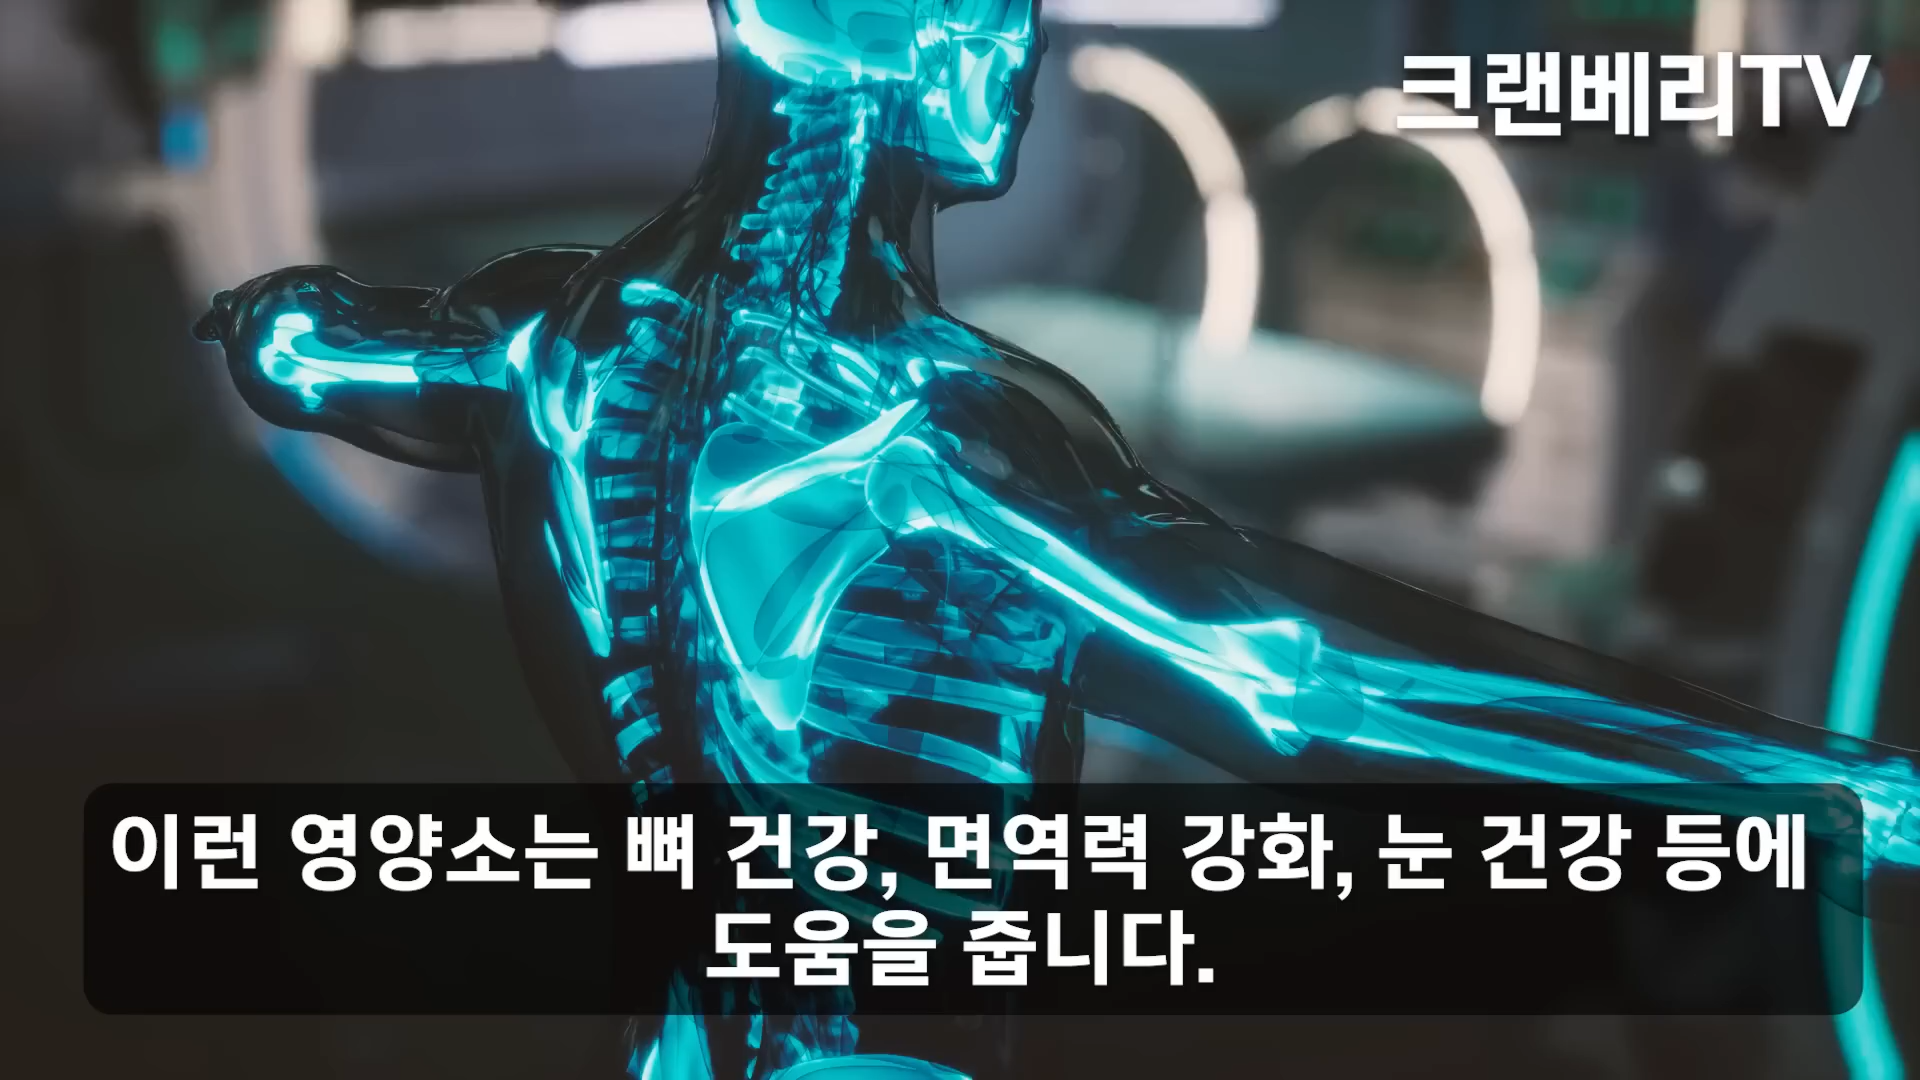 크랜베리TV
이런 영양소는 뼈 건강, 면역력 강화, 눈 건강 등에
도움을 줍니다.